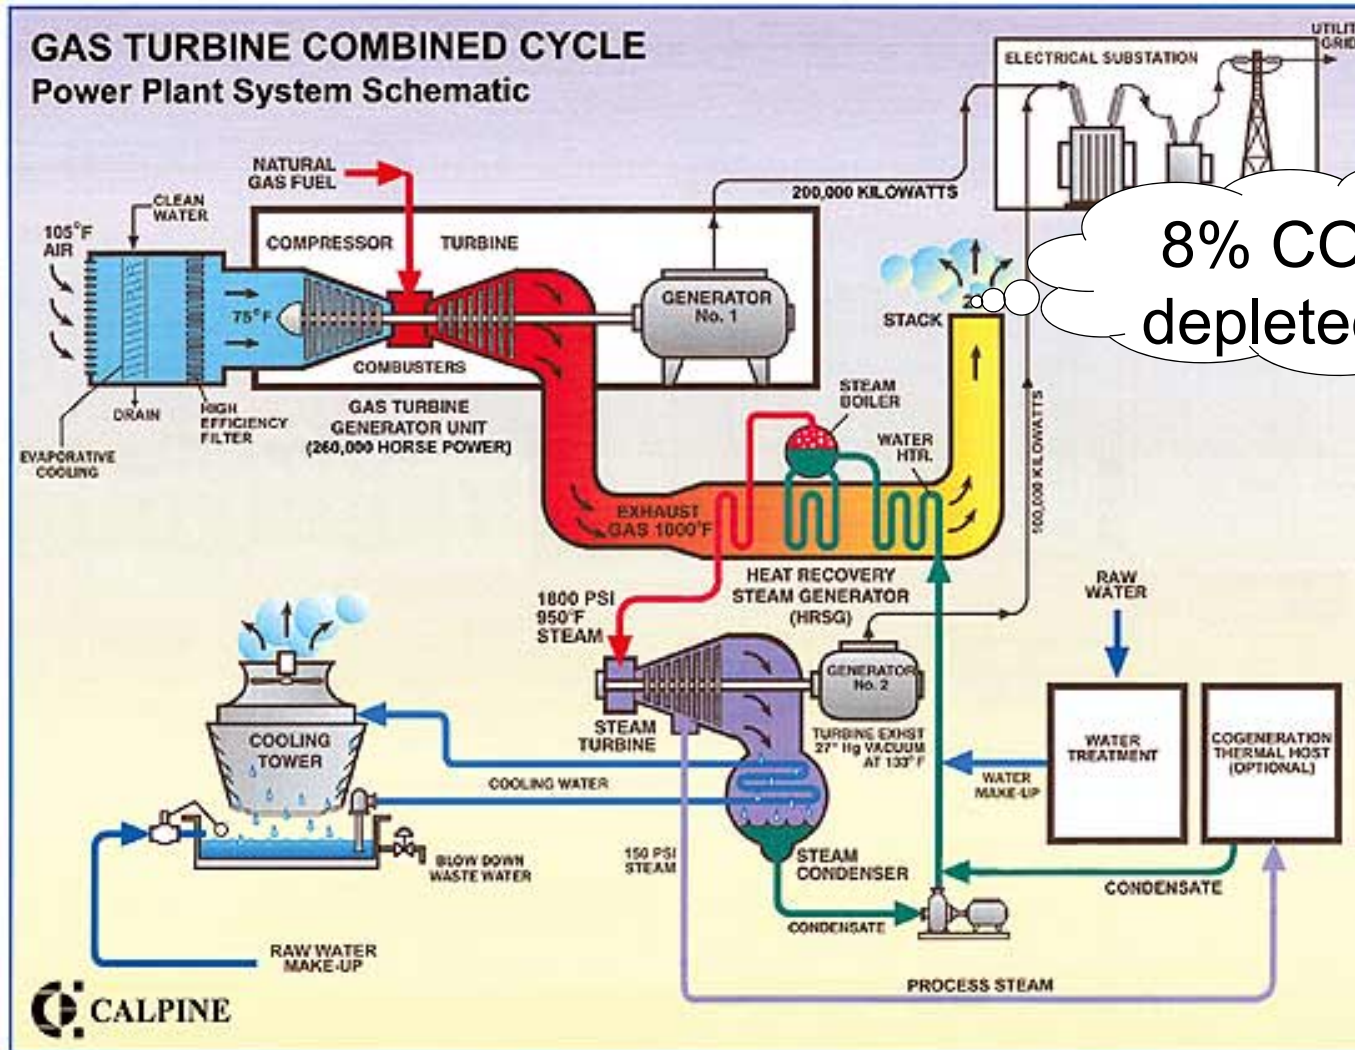 GAS TURBINE COMBINED CYCLE
Power Plant System Schematic
UTILIT
GRID
ELECTRICAL SUBSTATION
NATURAL
GAS FUEL
200,000 KILOWATTS
CLEAN
WATER
105°F
AIR
COMPRESSOR
TURBINE
8% CO
depleted
75°F
GENERATOR
No. 1
STACK
COMBUSTERS
DRAIN
HIGH
EFFICIENCY
FILTER
GAS TURBINE
GENERATOR UNIT
(260,000 HORSE POWER)
STEAM
BOILER
WATER
HTR.
EVAPORATIVE
COOLING
EXHAUST
GAS 1000°F
KILOWATTS
HEAT RECOVERY
STEAM GENERATOR
(HRSG)
RAW
WATER
1800 PSI
950°F
STEAM
GENERATOR
No. 2
STEAM
TURBINE
TURBINE EXHST
27" Hg VACUUM
AT 133°F
COOLING
TOWER
WATER
TREATMENT
COGENERATION
THERMAL HOST
(OPTIONAL)
COOLING WATER
WATER
MAKE-UP
BLOW DOWN
WASTE WATER
150 PSI
STEAM
STEAM
CONDENSER
CONDENSATE
CONDENSATE
RAW WATER
MAKE-UP
PROCESS STEAM
CALPINE